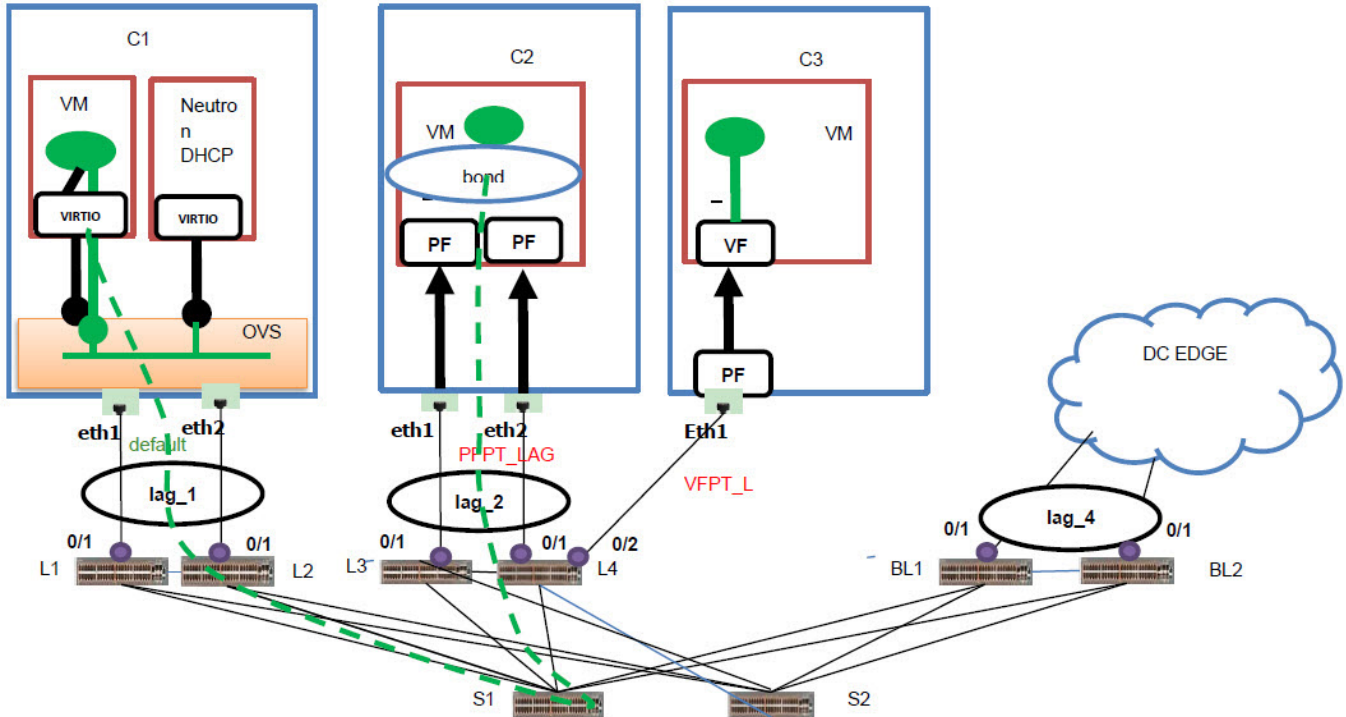 C1
C2
C3
VM
Neutro
n
DHCP
VM
VM
bond
VIRTIO
VIRTIO
PF
PF
VF
OVS
DC EDGE
PF
eth1
eth2
eth1
eth2
Eth1
default
PFPT_LAG
VFPT_L
lag_1
lag_2
lag_4
0/1
0/1
0/1
0/1
0/2
0/1
0/1
L1
L2
L3
L4
BL1
BL2
S1
S2